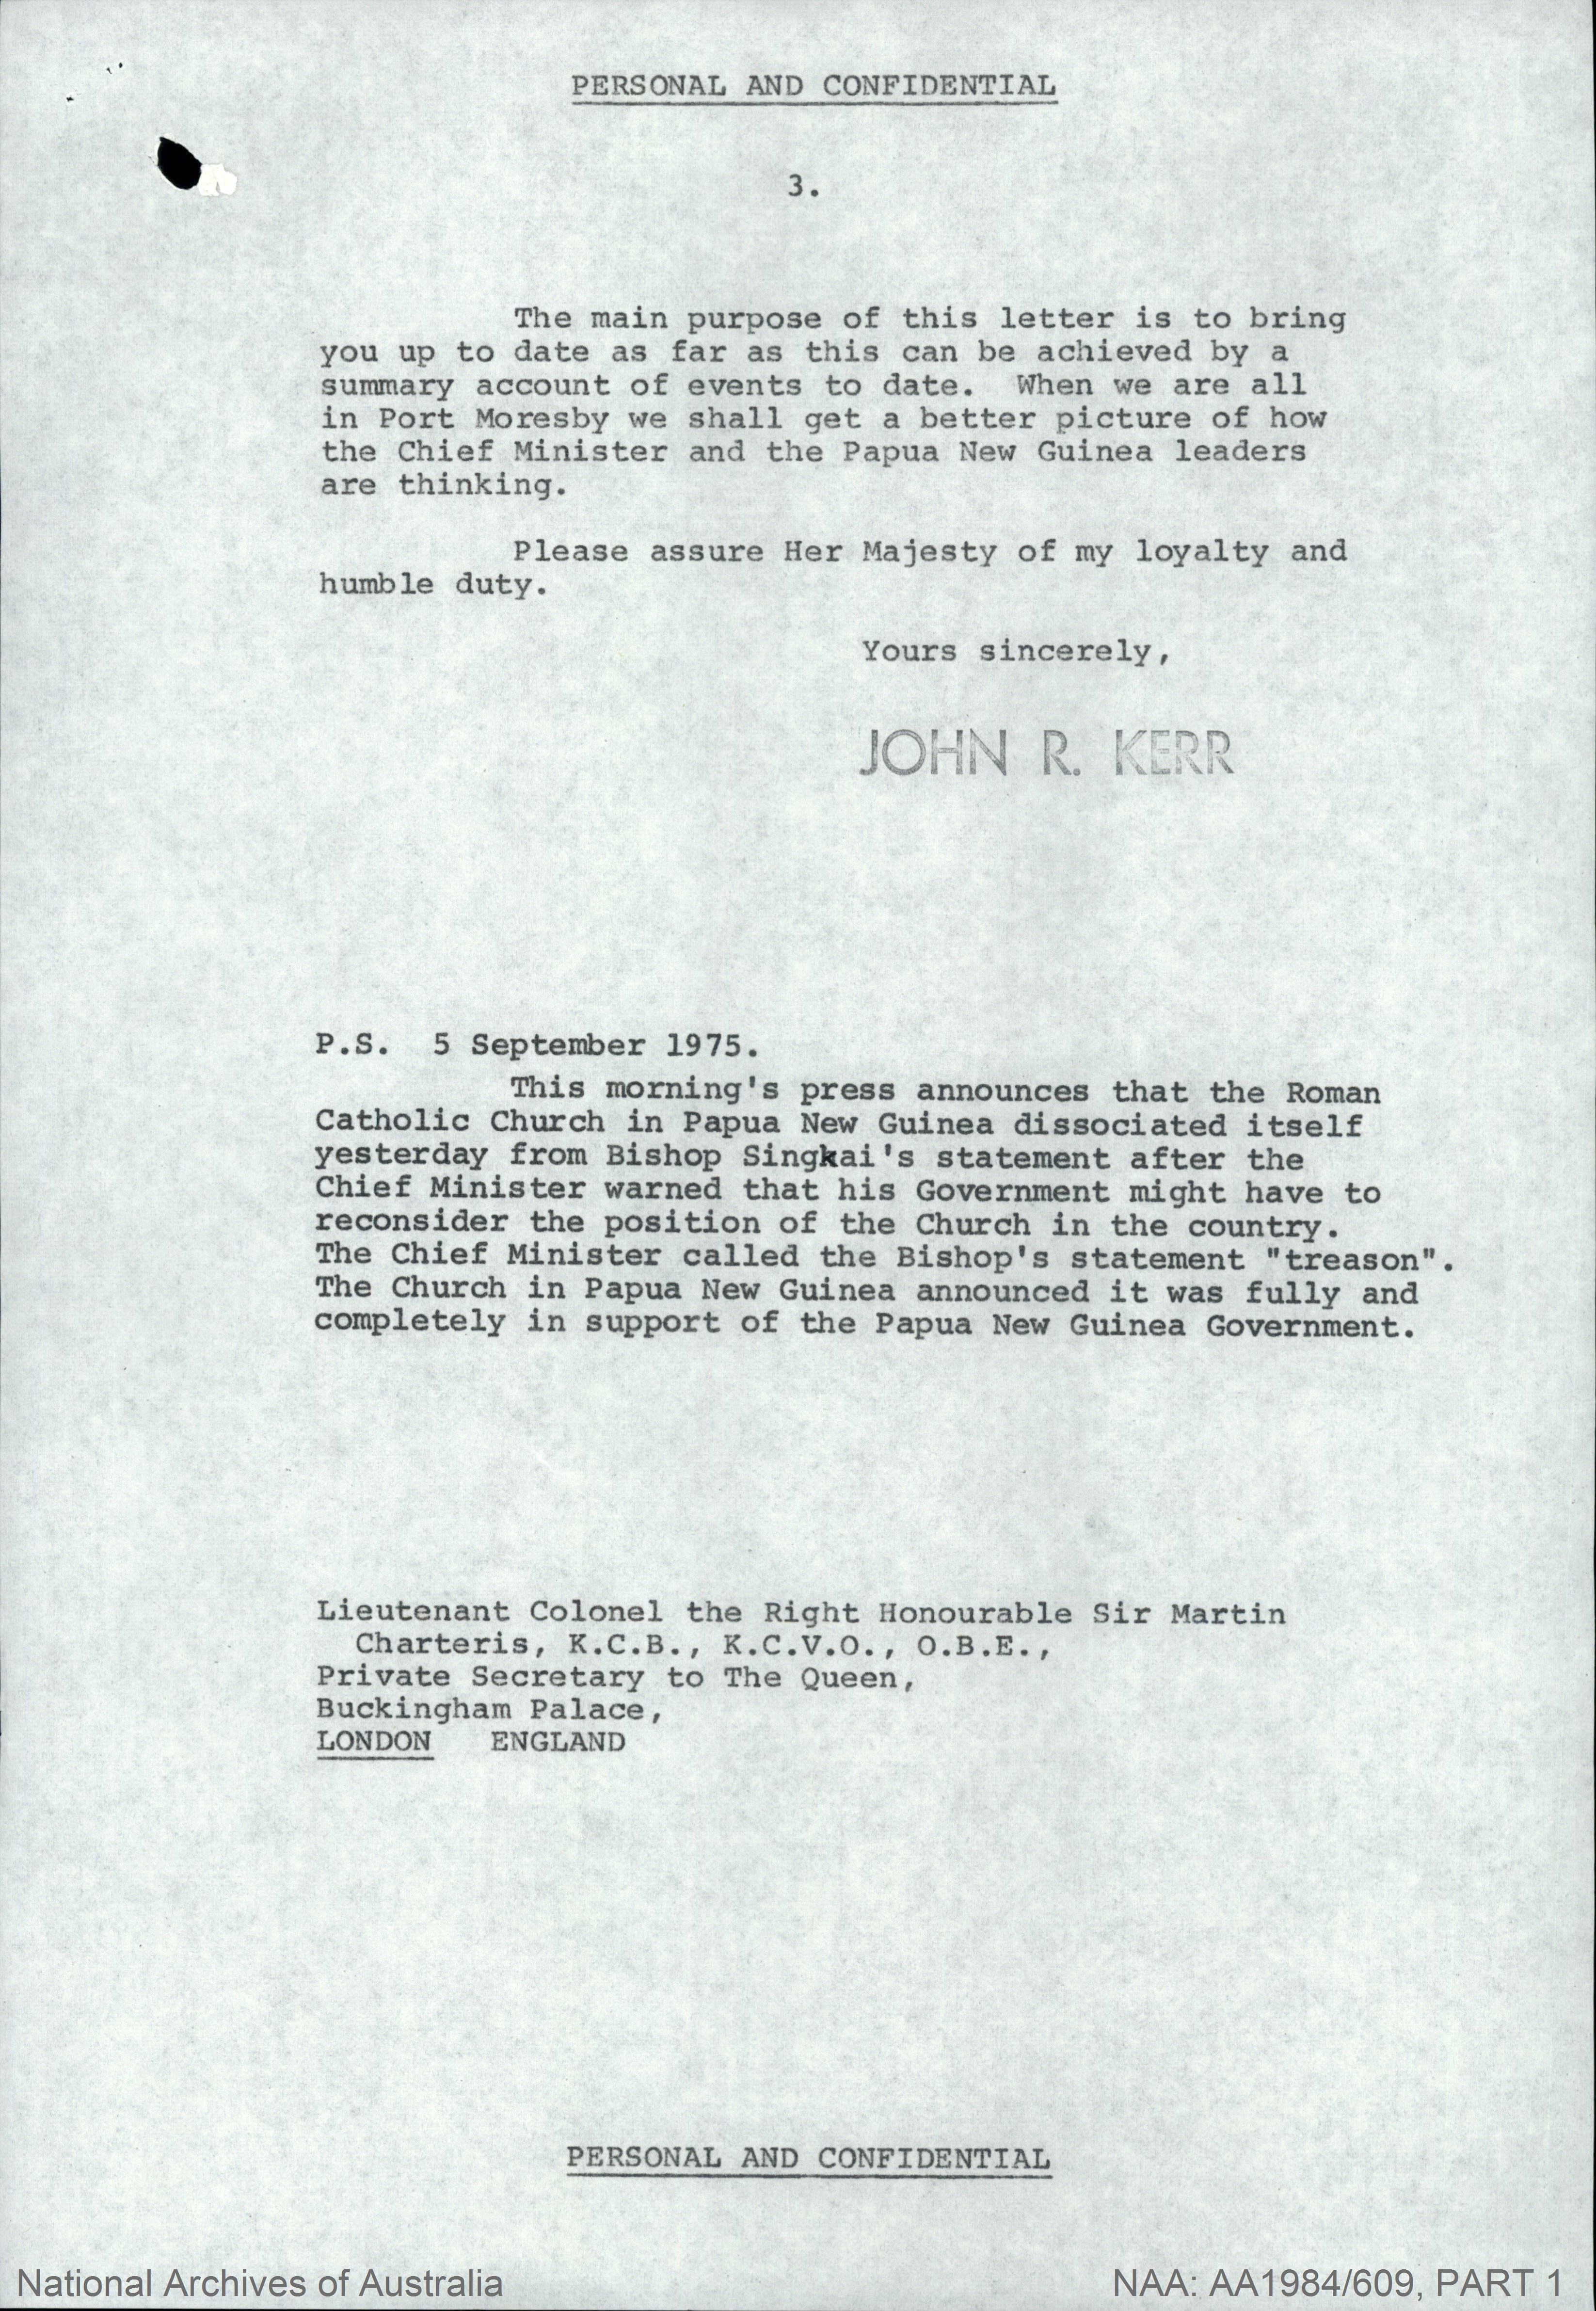 PERSONAL AND CONFIDENTIAL
3.
The main purpose of this letter is to bring
you up to date as far as this can be achieved by a
summary account of events to date. When we are all
in Port Moresby we shall get a better picture of how
the Chief Minister and the Papua New Guinea leaders
are thinking.
Please assure Her Majesty of my loyalty and
humble duty.
Yours sincerely,
JOHN R. KERR
P.S. 5 September 1975.
This morning's press announces that the Roman
Catholic Church in Papua New Guinea dissociated itself
yesterday from Bishop Singkai's statement after the
Chief Minister warned that his Government might have to
reconsider the position of the Church in the country.
The Chief Minister called the Bishop's statement "treason".
The Church in Papua New Guinea announced it was fully and
completely in support of the Papua New Guinea Government.
Lieutenant Colonel the Right Honourable Sir Martin
Charteris, K.C.B., K.C.V.O., O.B.E.,
Private Secretary to The Queen,
Buckingham Palace,
LONDON ENGLAND
PERSONAL AND CONFIDENTIAL
National Archives of Australia
NAA: AA1984/609, PART 1